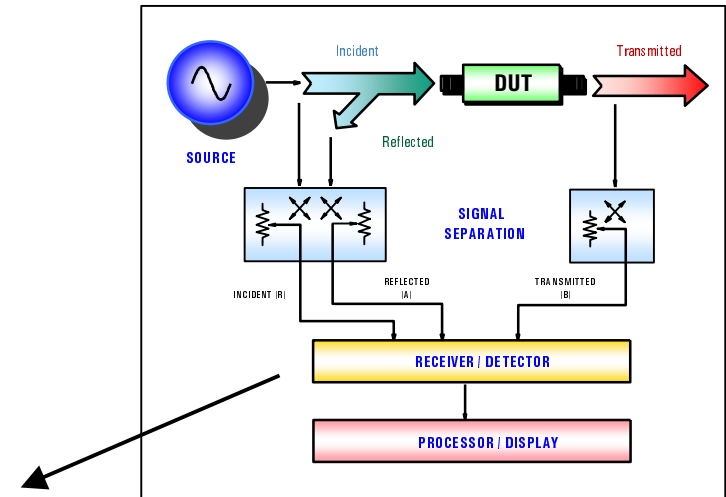 Incident
Transmitted
DUT
Reflected
SOURCE
SIGNAL
SEPARATION
INCIDENT (R)
REFLECTED
(A)
TRANSMITTED
(B)
RECEIVER / DETECTOR
PROCESSOR / DISPLAY